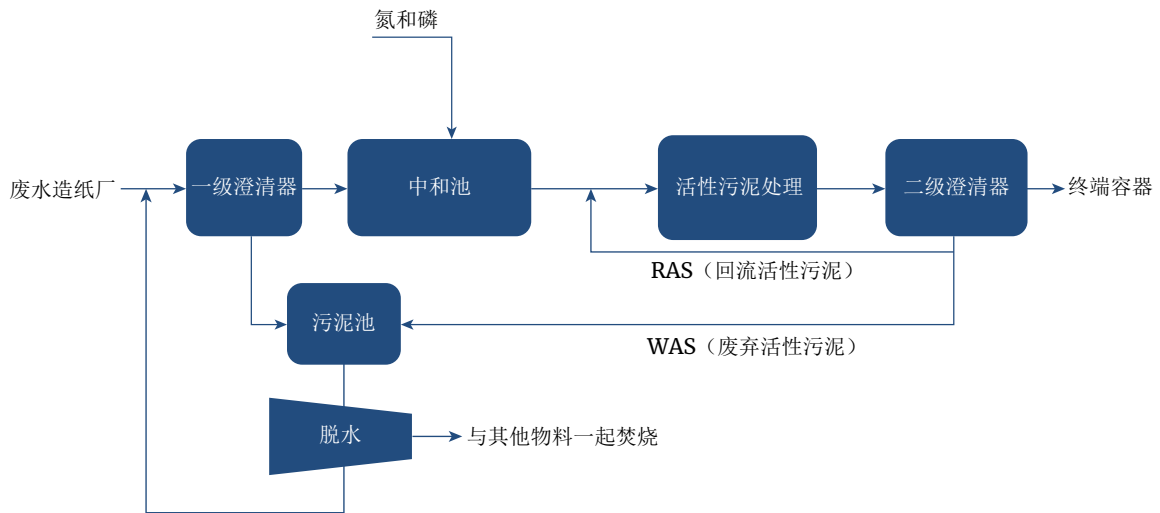 氮和磷
废水造纸厂
一级澄清器
中和池
活性污泥处理
二级澄清器
终端容器
RAS（回流活性污泥）
污泥池
WAS（废弃活性污泥）
脱水
与其他物料一起焚烧